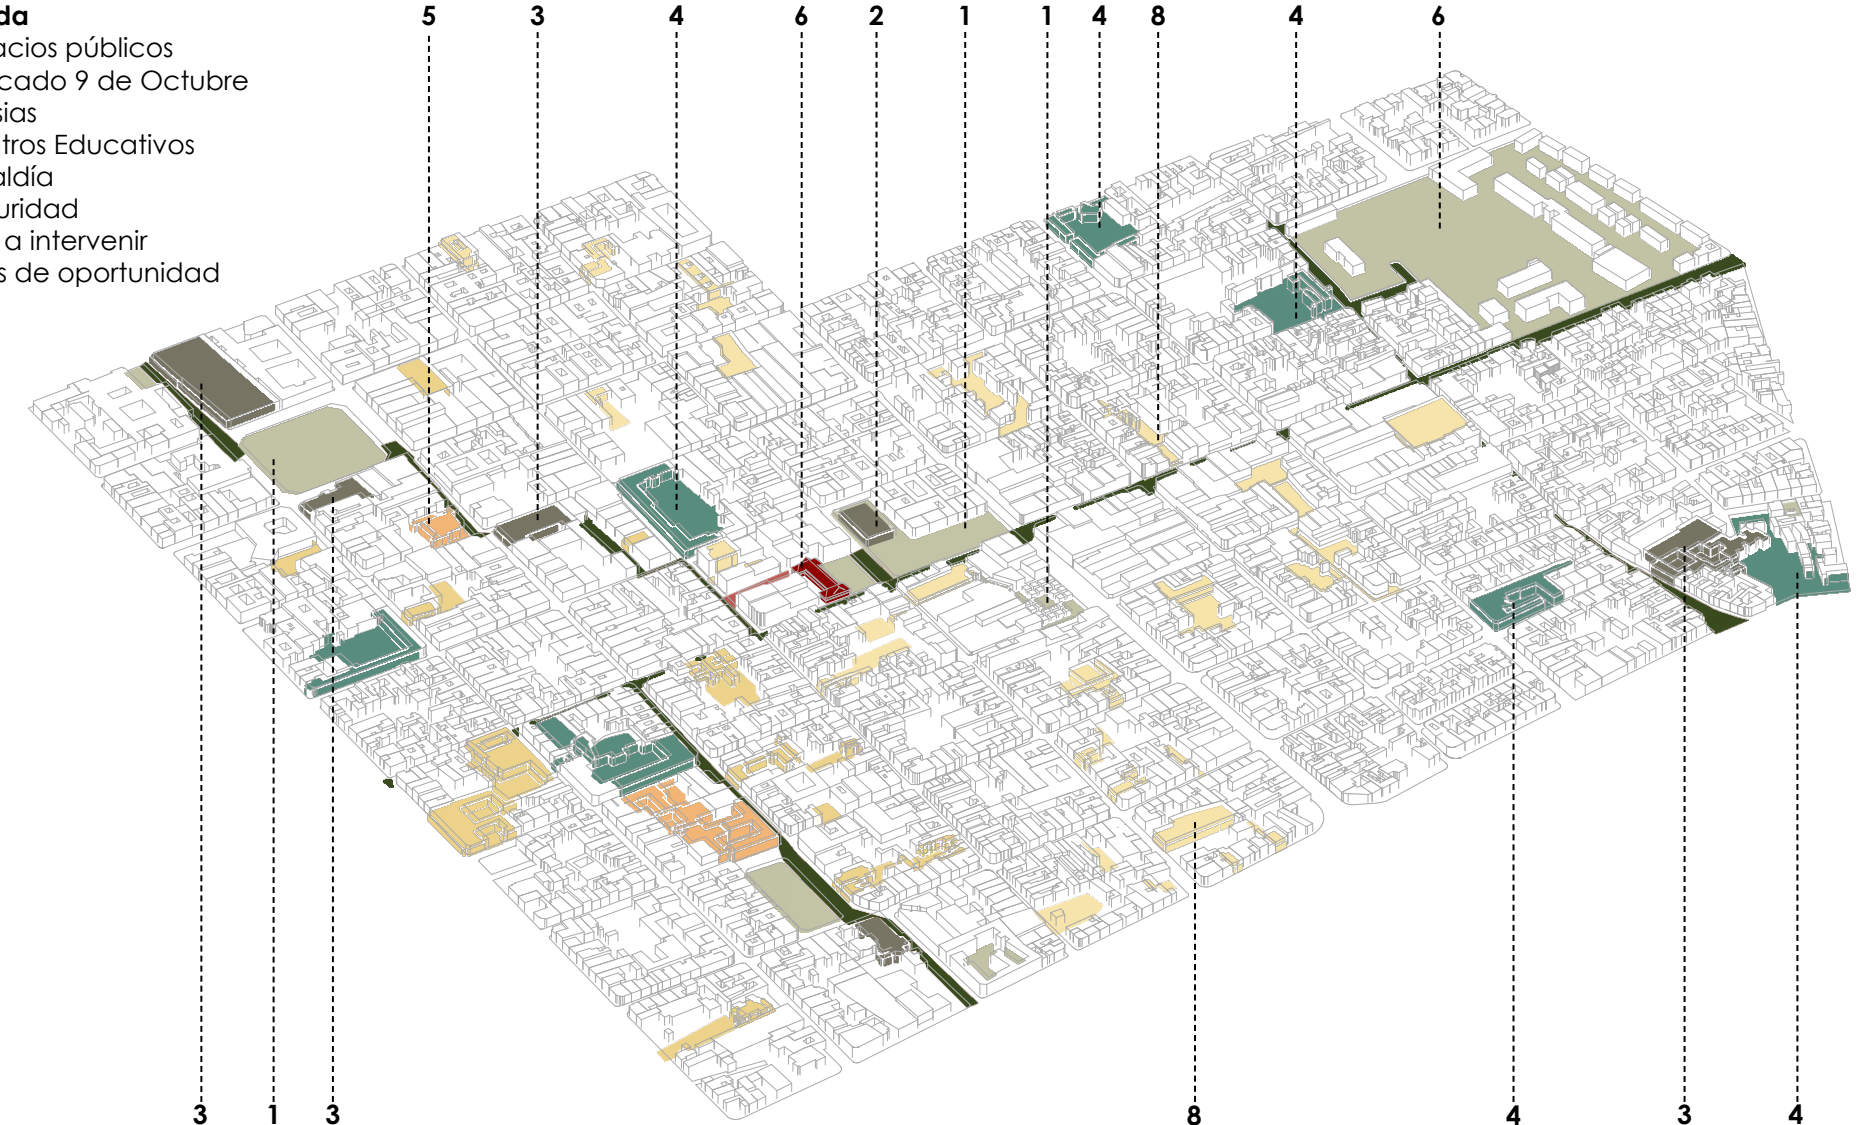 da
acios públicos
cado 9 de Octubre
sias
tros Educativos
aldía
uridad
a intervenir
s de oportunidad
5 3 4 6 2 1 1 4 8 4 6
3 1 3 8 4 3 4